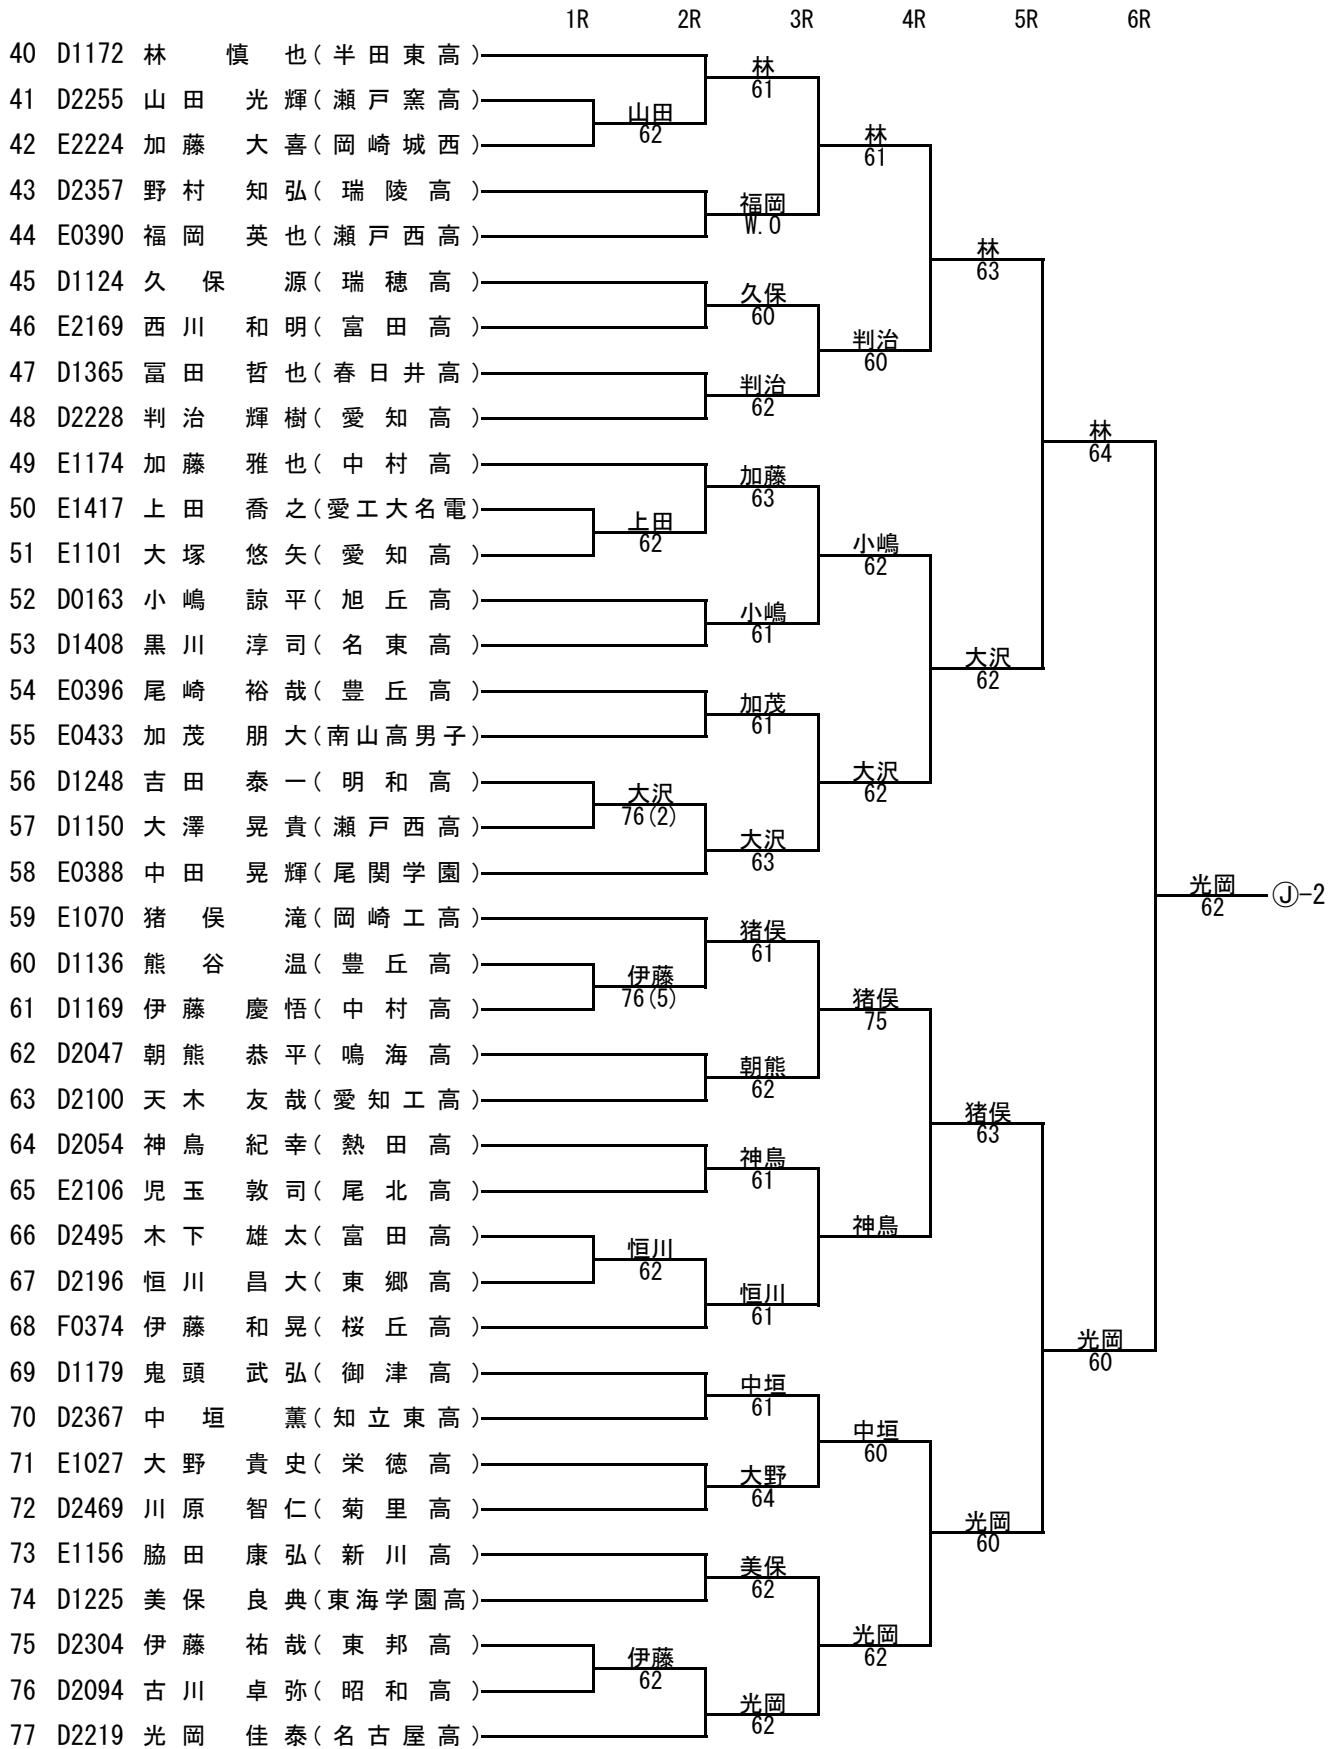 1R 2R 3R 4R 5R 6R
40 D1172 林 慎 也(半田東高)
林
61
41 D2255 山 田 光 輝(瀬戸窯高)
山田
62
42 E2224 加 藤 大 喜(岡崎城西)
林
61
43 D2357 野 村 知 弘(瑞陵高)
福岡
W.O
44 E0390 福 岡 英 也(瀬戸西高)
林
63
45 D1124 久 保 源(瑞穂高)
久保
60
46 E2169 西 川 和 明(富田高)
判治
60
47 D1365 冨 田 哲 也(春日井高)
判治
62
48 D2228 判 治 輝 樹(愛知高)
林
64
49 E1174 加 藤 雅 也(中村高)
加藤
63
50 E1417 上 田 喬 之(愛工大名電)
上田
62
51 E1101 大 塚 悠 矢(愛知高)
小嶋
62
52 D0163 小 嶋 諒 平(旭丘高)
小嶋
61
53 D1408 黒 川 淳 司(名東高)
大沢
62
54 E0396 尾 崎 裕 哉(豊丘高)
加茂
61
55 E0433 加 茂 朋 大(南山高男子)
大沢
62
56 D1248 吉 田 泰 一(明和高)
大沢
76(2)
57 D1150 大 澤 晃 貴(瀬戸西高)
大沢
63
58 E0388 中 田 晃 輝(尾関学園)
光岡
62
Ⓙ-2
59 E1070 猪 俣 滝(岡崎工高)
猪俣
61
60 D1136 熊 谷 温(豊丘高)
伊藤
76(5)
61 D1169 伊 藤 慶 悟(中村高)
猪俣
75
62 D2047 朝 熊 恭 平(鳴海高)
朝熊
62
63 D2100 天 木 友 哉(愛知工高)
猪俣
63
64 D2054 神 鳥 紀 幸(熱田高)
神鳥
61
65 E2106 児 玉 敦 司(尾北高)
神鳥
66 D2495 木 下 雄 太(富田高)
恒川
62
67 D2196 恒 川 昌 大(東郷高)
恒川
61
68 F0374 伊 藤 和 晃(桜丘高)
光岡
60
69 D1179 鬼 頭 武 弘(御津高)
中垣
61
70 D2367 中 垣 薫(知立東高)
中垣
60
71 E1027 大 野 貴 史(栄徳高)
大野
64
72 D2469 川 原 智 仁(菊里高)
光岡
60
73 E1156 脇 田 康 弘(新川高)
美保
62
74 D1225 美 保 良 典(東海学園高)
光岡
62
75 D2304 伊 藤 祐 哉(東邦高)
伊藤
62
76 D2094 古 川 卓 弥(昭和高)
光岡
62
77 D2219 光 岡 佳 泰(名古屋高)